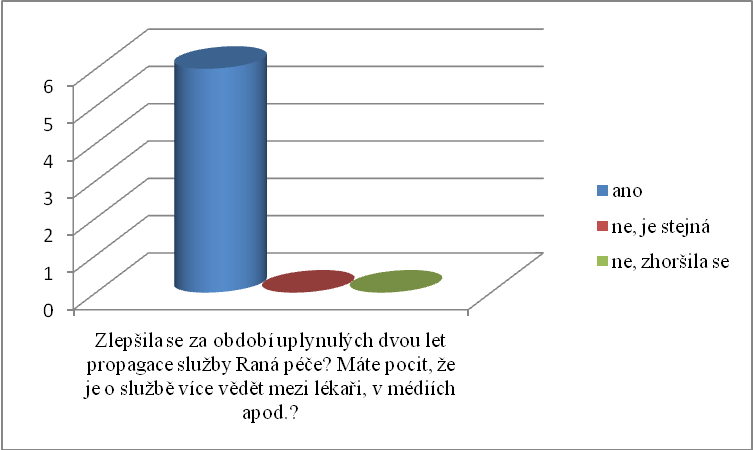 6
5
4
3
2
1
0
ano
ne, je stejná
ne, zhoršila se
Zlepšila se za období uplynulých dvou let
propagace služby Raná péče? Máte pocit, že
je o službě více vědět mezi lékaři, v médiích
apod.?